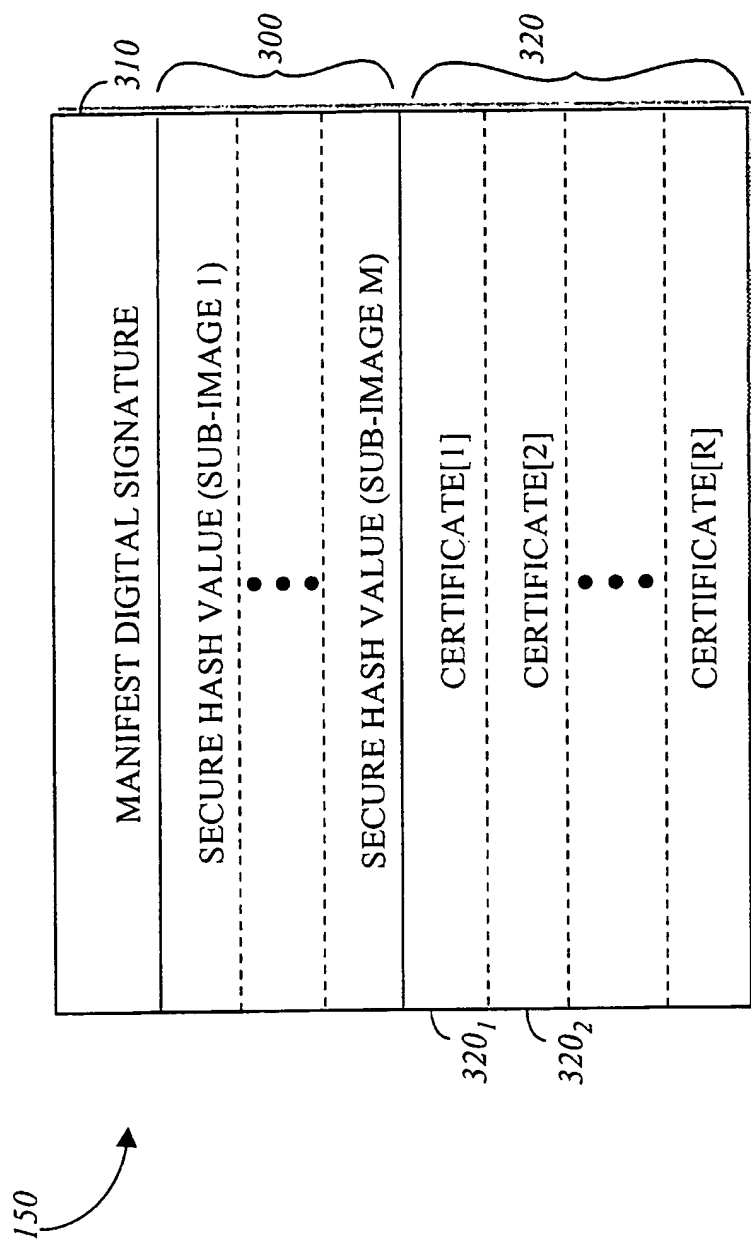 150
310
MANIFEST DIGITAL SIGNATURE
300
SECURE HASH VALUE (SUB-IMAGE 1)
SECURE HASH VALUE (SUB-IMAGE M)
320
320₁
CERTIFICATE[1]
320₂
CERTIFICATE[2]
CERTIFICATE[R]